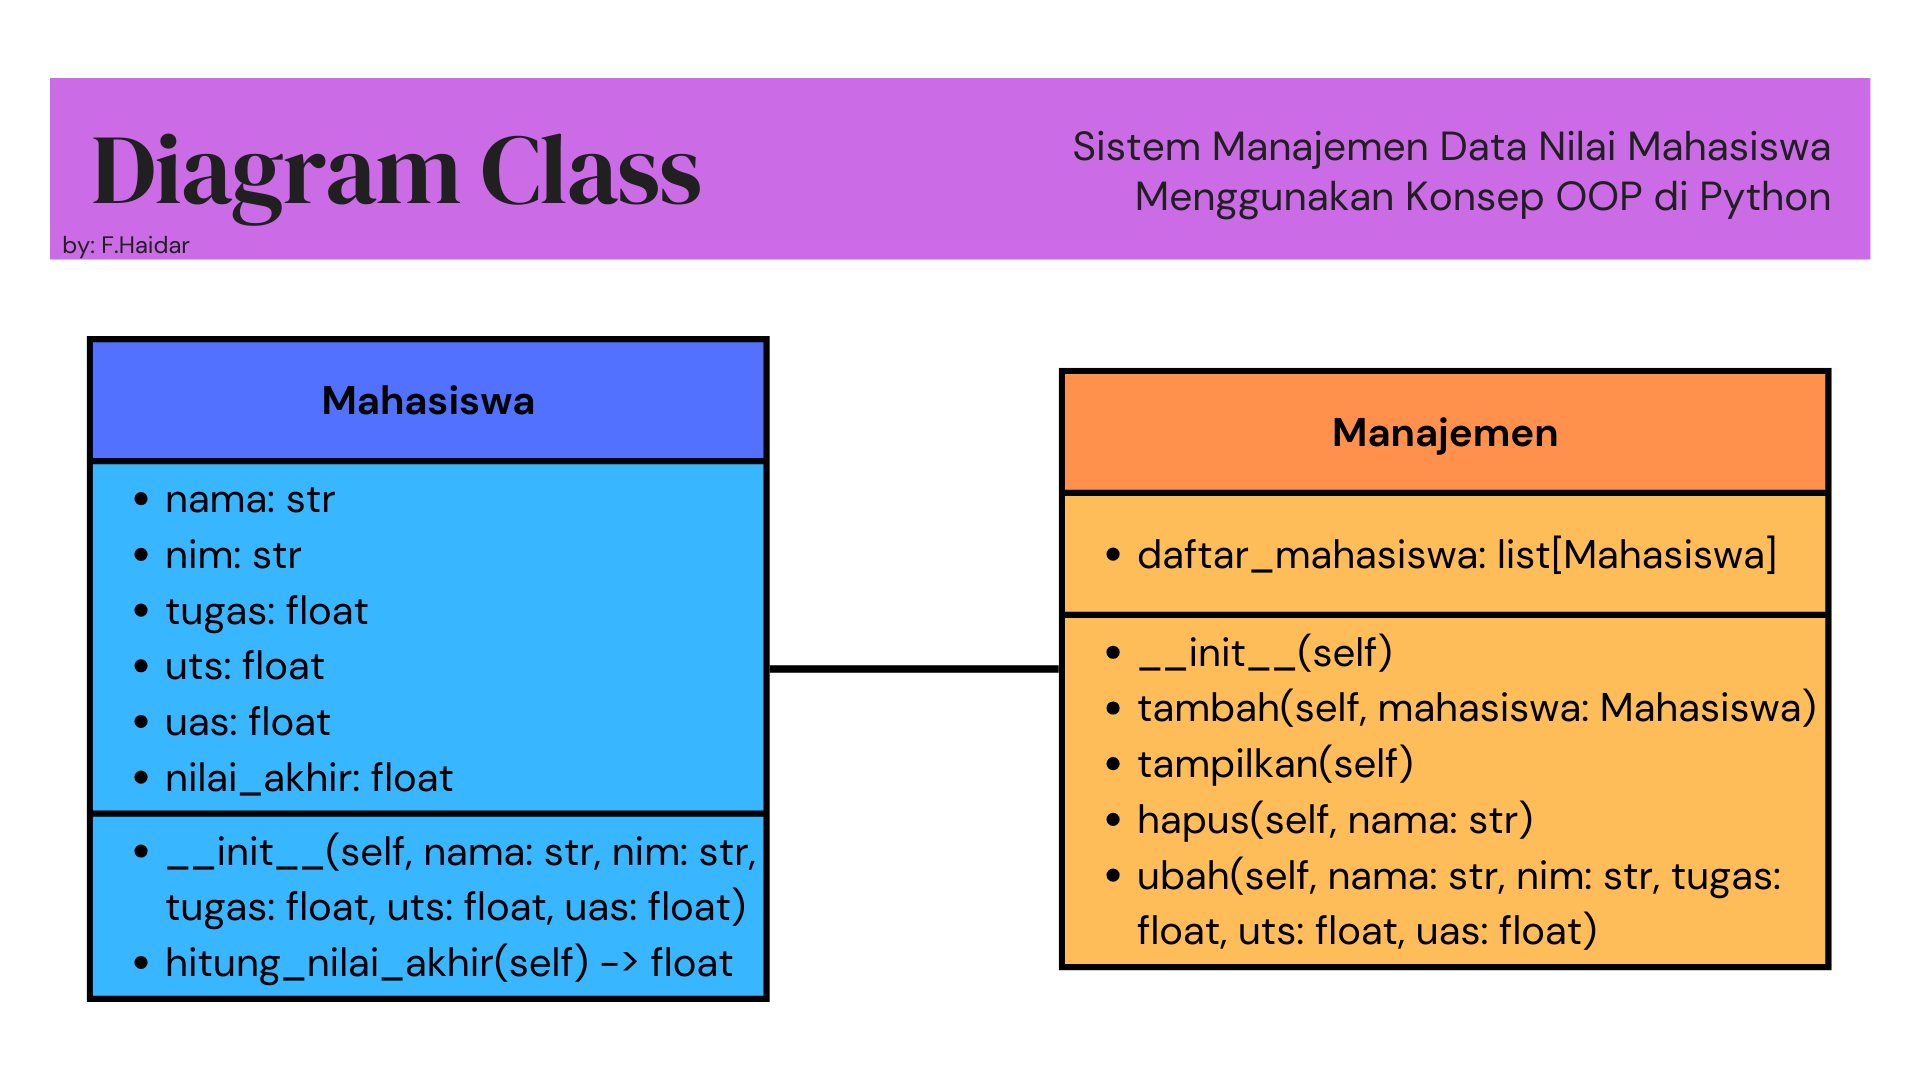 Diagram Class
by: F.Haidar
Sistem Manajemen Data Nilai Mahasiswa
Menggunakan Konsep OOP di Python
Mahasiswa
• nama: str
• nim: str
• tugas: float
• uts: float
• uas: float
• nilai_akhir: float
• __init__(self, nama: str, nim: str,
tugas: float, uts: float, uas: float)
• hitung_nilai_akhir(self) -> float
Manajemen
• daftar_mahasiswa: list[Mahasiswa]
• __init__(self)
• tambah(self, mahasiswa: Mahasiswa)
• tampilkan(self)
• hapus(self, nama: str)
• ubah(self, nama: str, nim: str, tugas:
float, uts: float, uas: float)